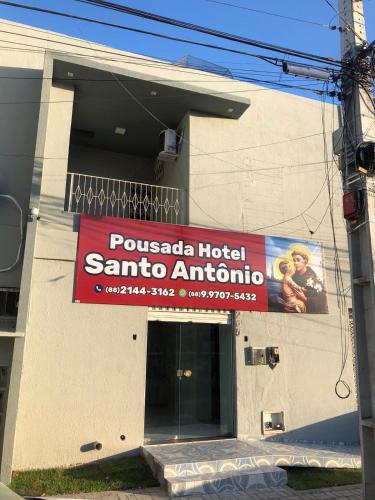 Pousada Hotel
Santo Antônio
(88)2144-3162 (88)9.9707-5432